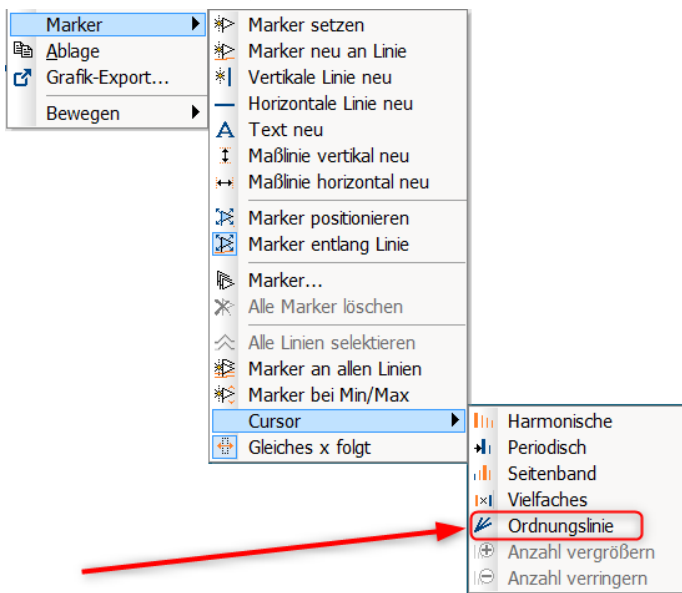 Marker
Ablage
Grafik-Export...
Bewegen
Marker setzen
Marker neu an Linie
Vertikale Linie neu
Horizontale Linie neu
Text neu
Maßlinie vertikal neu
Maßlinie horizontal neu
Marker positionieren
Marker entlang Linie
Marker...
Alle Marker löschen
Alle Linien selektieren
Marker an allen Linien
Marker bei Min/Max
Cursor
Gleiches x folgt
Harmonische
Periodisch
Seitenband
Vielfaches
Ordnungslinie
Anzahl vergrößern
Anzahl verringern